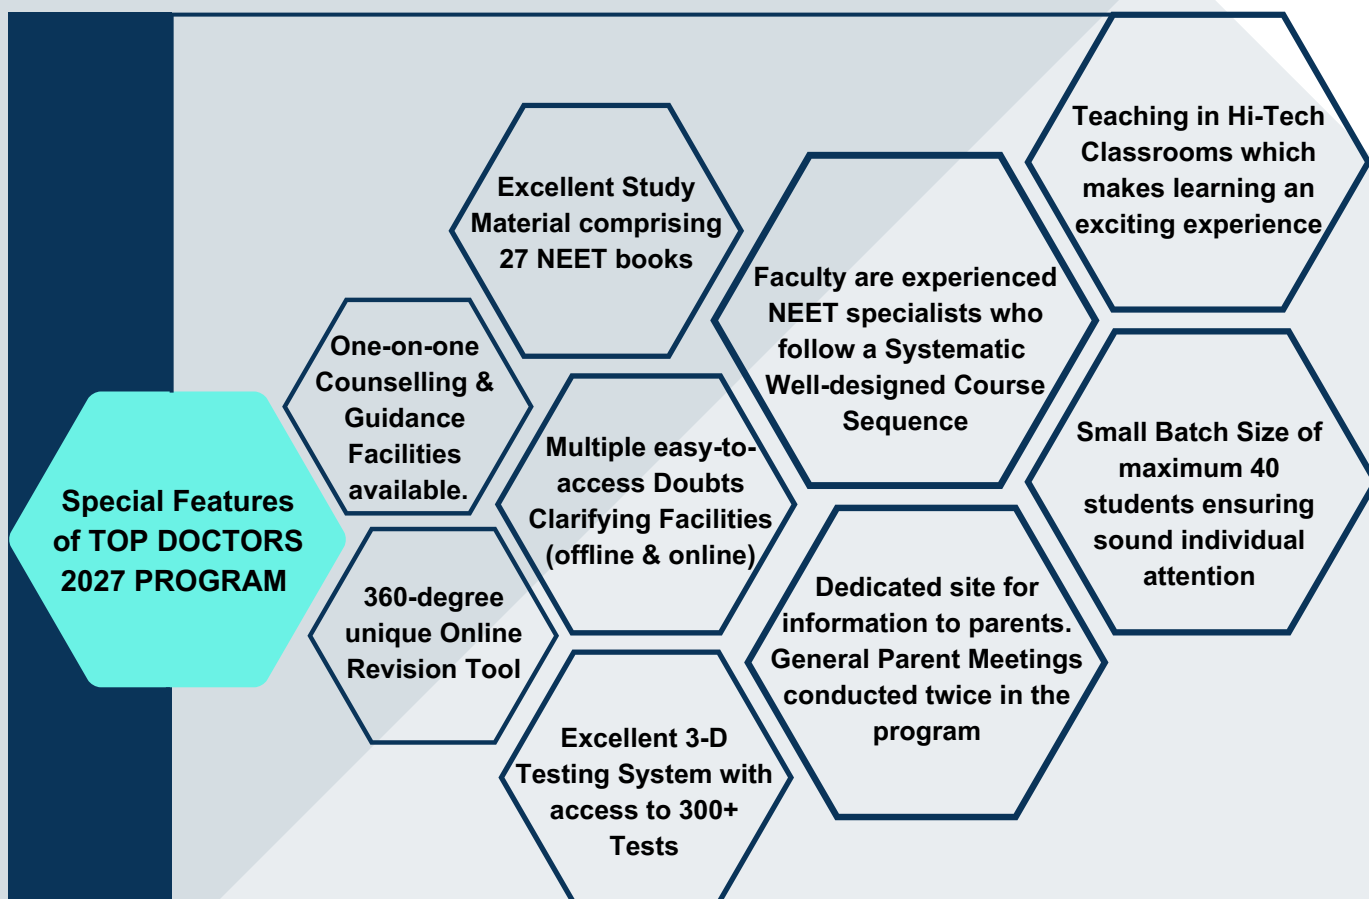 Special Features
of TOP DOCTORS
2027 PROGRAM
One-on-one
Counselling &
Guidance
Facilities
available.
360-degree
unique Online
Revision Tool
Excellent Study
Material comprising
27 NEET books
Multiple easy-to-
access Doubts
Clarifying Facilities
(offline & online)
Excellent 3-D
Testing System with
access to 300+
Tests
Faculty are experienced
NEET specialists who
follow a Systematic
Well-designed Course
Sequence
Dedicated site for
information to parents.
General Parent Meetings
conducted twice in the
program
Teaching in Hi-Tech
Classrooms which
makes learning an
exciting experience
Small Batch Size of
maximum 40
students ensuring
sound individual
attention